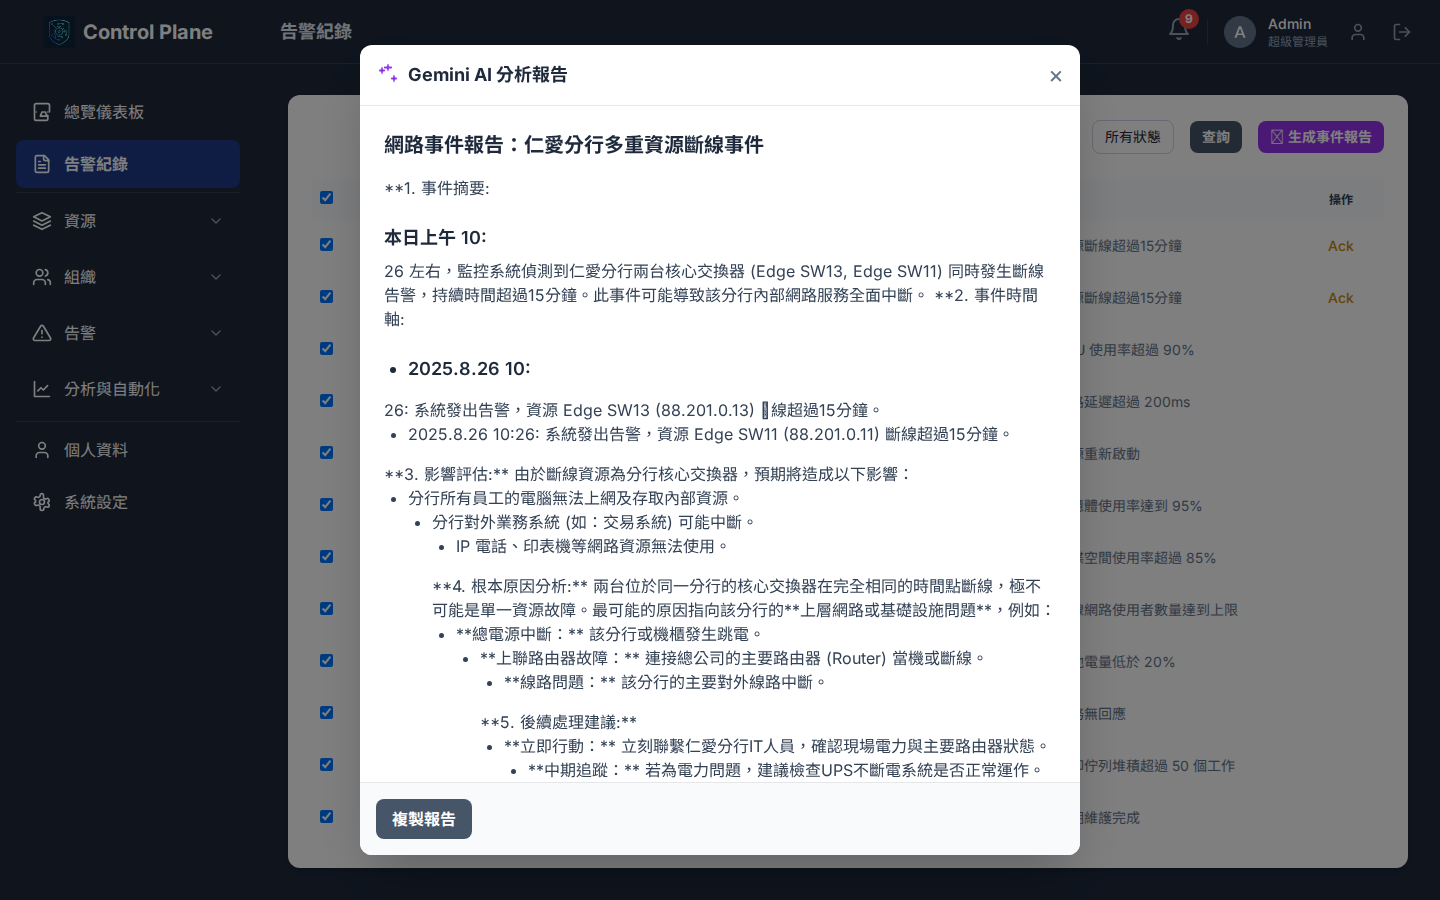 Control Plane
告警紀錄
9
A
Admin
超級管理員
總覽儀表板
告警紀錄
資源
組織
告警
分析與自動化
個人資料
系統設定
所有狀態
查詢
生成事件報告
操作
斷線超過15分鐘
Ack
斷線超過15分鐘
Ack
使用率超過 90%
延遲超過 200ms
重新啟動
體使用率達到 95%
空間使用率超過 85%
網路使用者數量達到上限
電量低於 20%
無回應
佇列堆積超過 50 個工作
維護完成
Gemini AI 分析報告
×
網路事件報告：仁愛分行多重資源斷線事件
**1. 事件摘要:
本日上午 10:
26 左右，監控系統偵測到仁愛分行兩台核心交換器 (Edge SW13, Edge SW11) 同時發生斷線
告警，持續時間超過15分鐘。此事件可能導致該分行內部網路服務全面中斷。 **2. 事件時間
軸:
• 2025.8.26 10:
26: 系統發出告警，資源 Edge SW13 (88.201.0.13) 線超過15分鐘。
• 2025.8.26 10:26: 系統發出告警，資源 Edge SW11 (88.201.0.11) 斷線超過15分鐘。
**3. 影響評估:** 由於斷線資源為分行核心交換器，預期將造成以下影響：
• 分行所有員工的電腦無法上網及存取內部資源。
• 分行對外業務系統 (如：交易系統) 可能中斷。
• IP 電話、印表機等網路資源無法使用。
**4. 根本原因分析:** 兩台位於同一分行的核心交換器在完全相同的時間點斷線，極不
可能是單一資源故障。最可能的原因指向該分行的**上層網路或基礎設施問題**，例如：
• **總電源中斷：** 該分行或機櫃發生跳電。
• **上聯路由器故障：** 連接總公司的主要路由器 (Router) 當機或斷線。
• **線路問題：** 該分行的主要對外線路中斷。
**5. 後續處理建議:**
• **立即行動：** 立刻聯繫仁愛分行IT人員，確認現場電力與主要路由器狀態。
• **中期追蹤：** 若為電力問題，建議檢查UPS不斷電系統是否正常運作。
複製報告